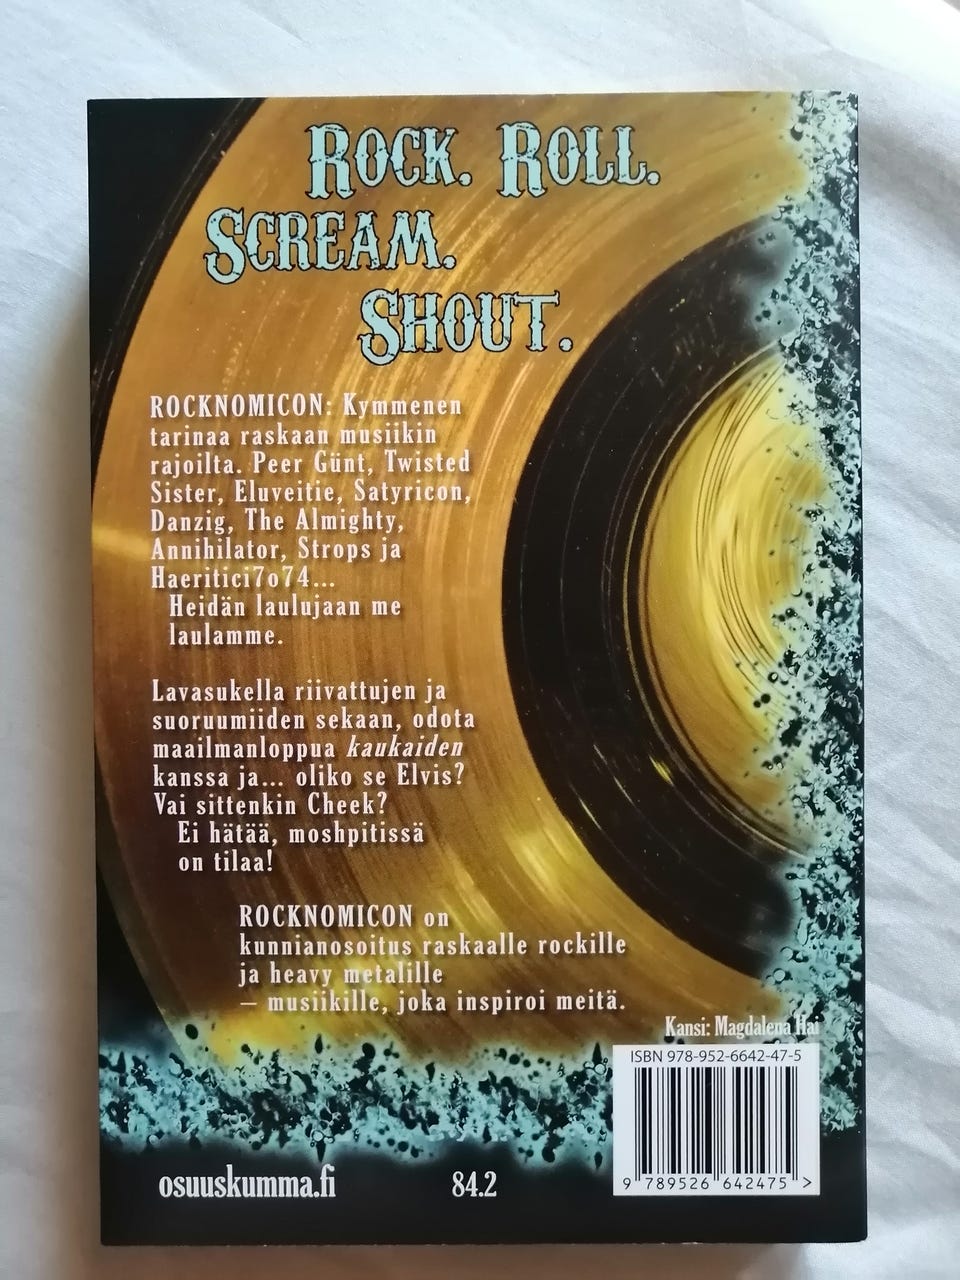 ROCK. ROLL.
SCREAM.
SHOUT.
ROCKNOMICON: Kymmenen
tarinaa raskaan musiikin
rajoilta. Peer Günt, Twisted
Sister, Eluveitie, Satyricon,
Danzig, The Almighty,
Annihilator, Strops ja
Haeritici7o74...
Heidän laulujaan me
laulamme.
Lavasukella riivattujen ja
suoruumiiden sekaan, odota
maailmanloppua kaukaiden
kanssa ja... oliko se Elvis?
Vai sittenkin Cheek?
Ei hätää, moshpitissä
on tilaa!
ROCKNOMICON on
kunnianosoitus raskaalle rockille
ja heavy metalille
– musiikille, joka inspiroi meitä.
Kansi: Magdalena Hai
ISBN 978-952-6642-47-5
9 789526 642475 >
osuuskumma.fi
84.2